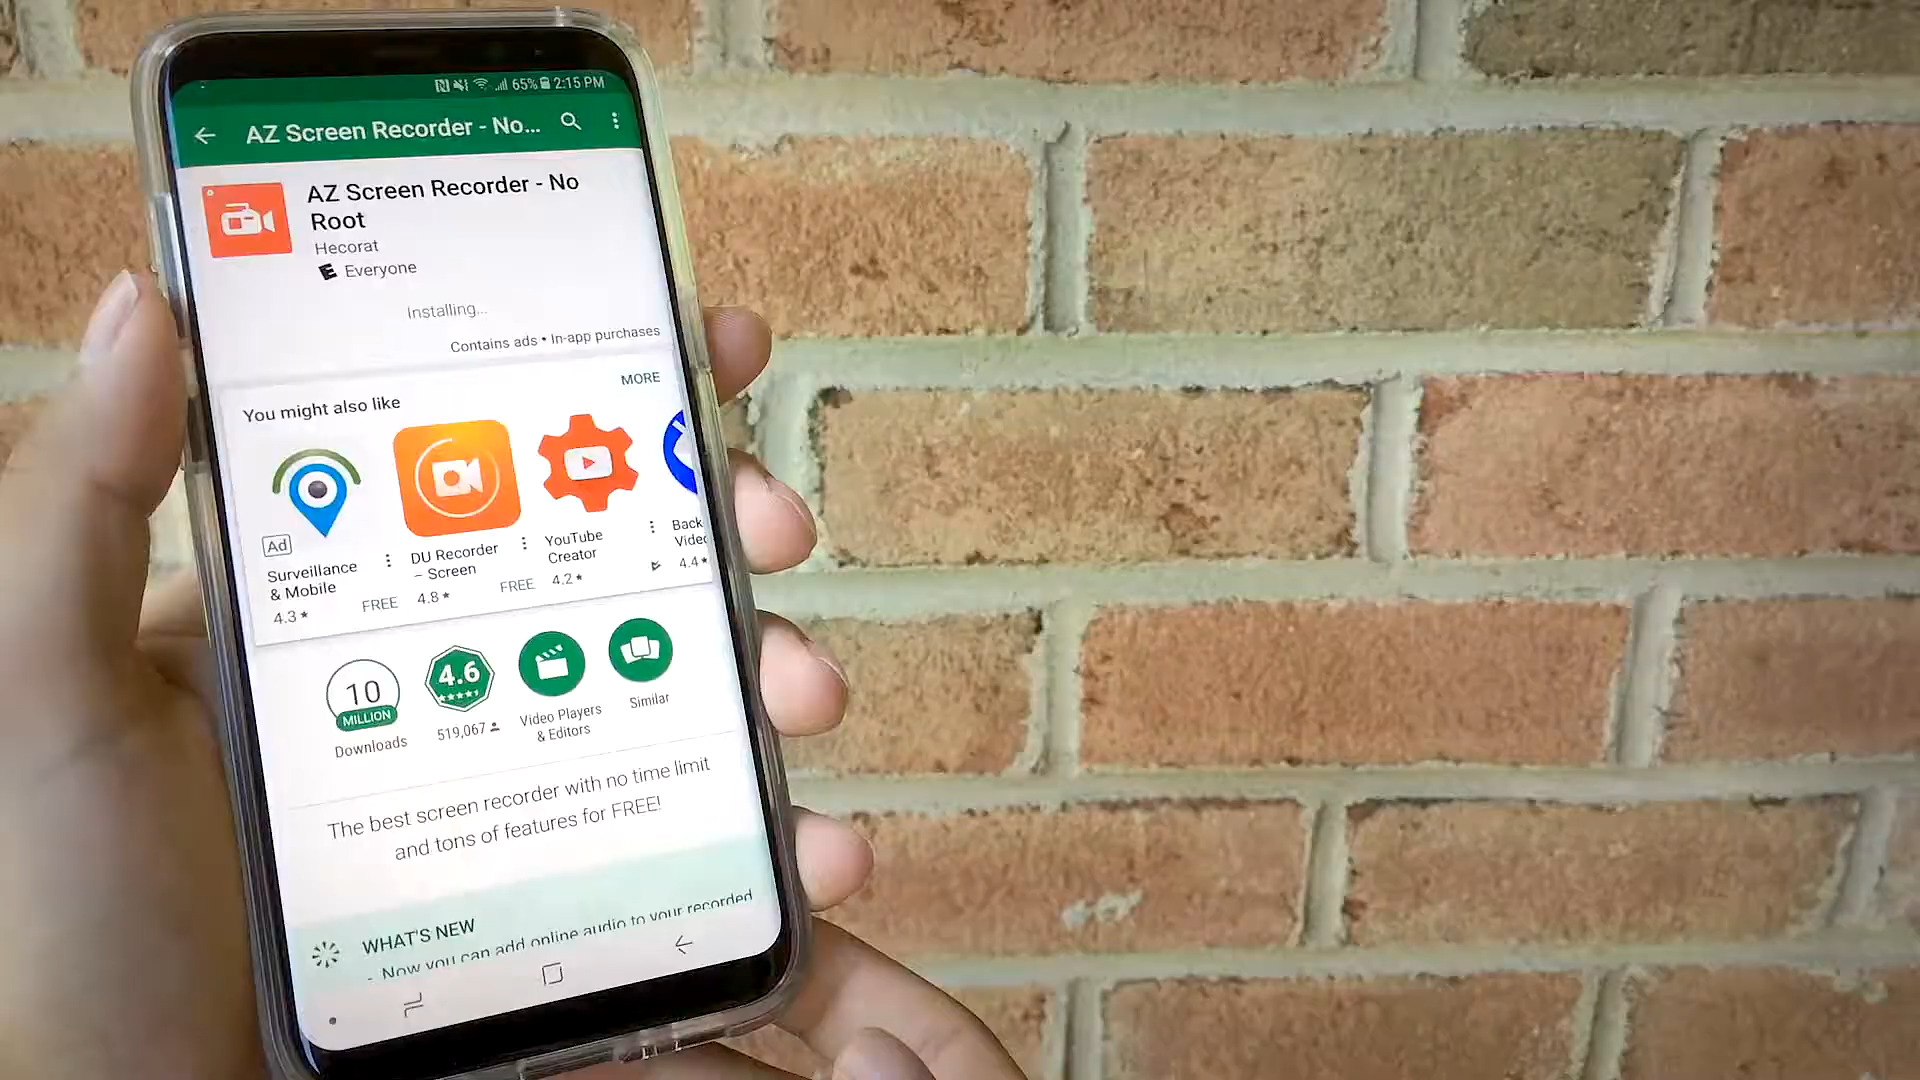 65% 2:15 PM
AZ Screen Recorder - No...
AZ Screen Recorder - No
Root
Hecorat
E Everyone
Installing...
Contains ads • In-app purchases
MORE
You might also like
Ad
Surveillance
& Mobile
4.3★ FREE
DU Recorder
– Screen
4.8★ FREE
YouTube
Creator
4.2★
Back
Video
4.4★
10
MILLION
Downloads
4.6
519,067
Video Players
& Editors
Similar
The best screen recorder with no time limit
and tons of features for FREE!
WHAT'S NEW
- Now you can add online audio to your recorded